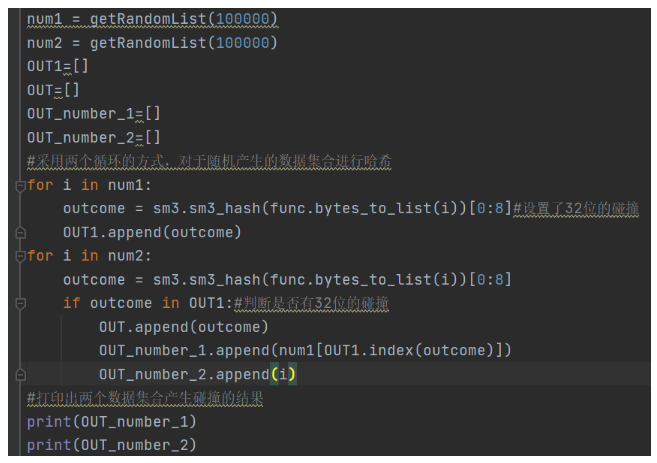 num1 = getRandomList(100000)
num2 = getRandomList(100000)
OUT1=[]
OUT=[]
OUT_number_1=[]
OUT_number_2=[]
#采用两个循环的方式，对于随机产生的数据集合进行哈希
for i in num1:
    outcome = sm3.sm3_hash(func.bytes_to_list(i))[0:8]#设置了32位的碰撞
    OUT1.append(outcome)
for i in num2:
    outcome = sm3.sm3_hash(func.bytes_to_list(i))[0:8]
    if outcome in OUT1:#判断是否有32位的碰撞
        OUT.append(outcome)
        OUT_number_1.append(num1[OUT1.index(outcome)])
        OUT_number_2.append(i)
#打印出两个数据集合产生碰撞的结果
print(OUT_number_1)
print(OUT_number_2)